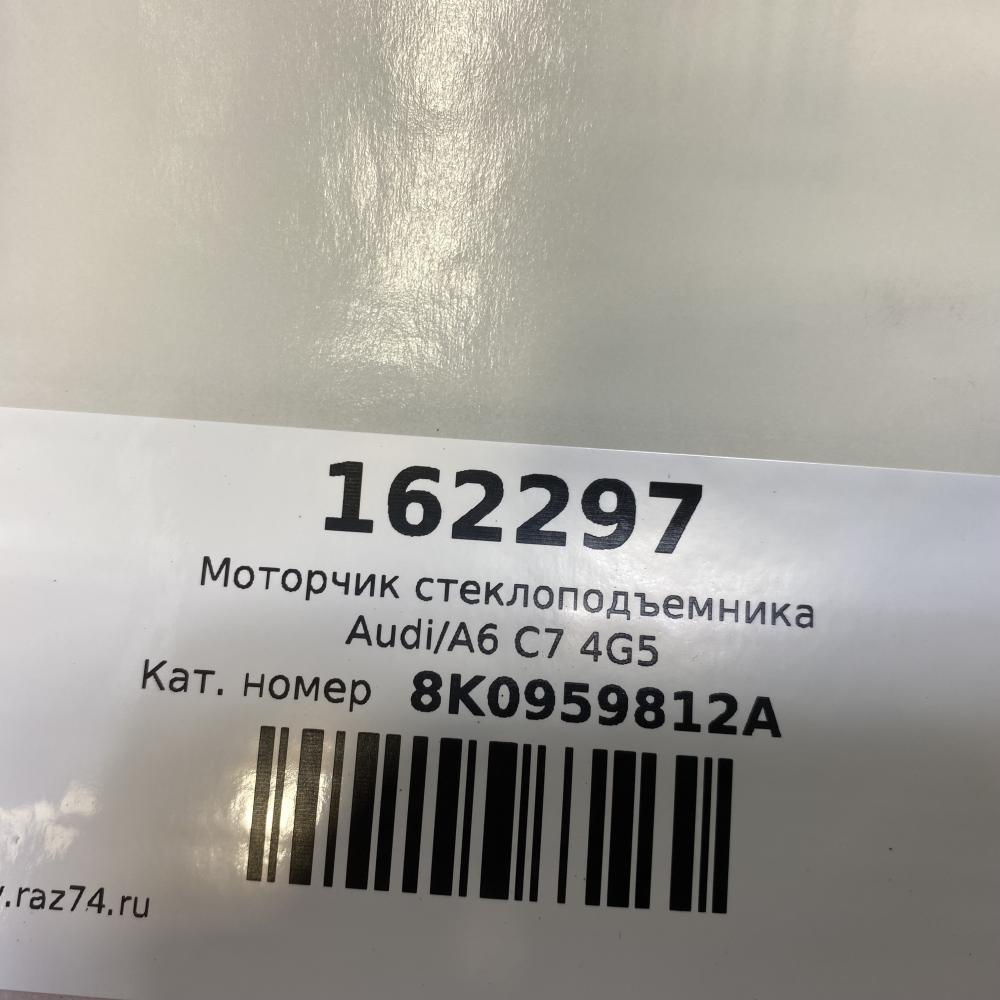 162297
Моторчик стеклоподъемника
Audi/A6 C7 4G5
Кат. номер 8K0959812A
.raz74.ru